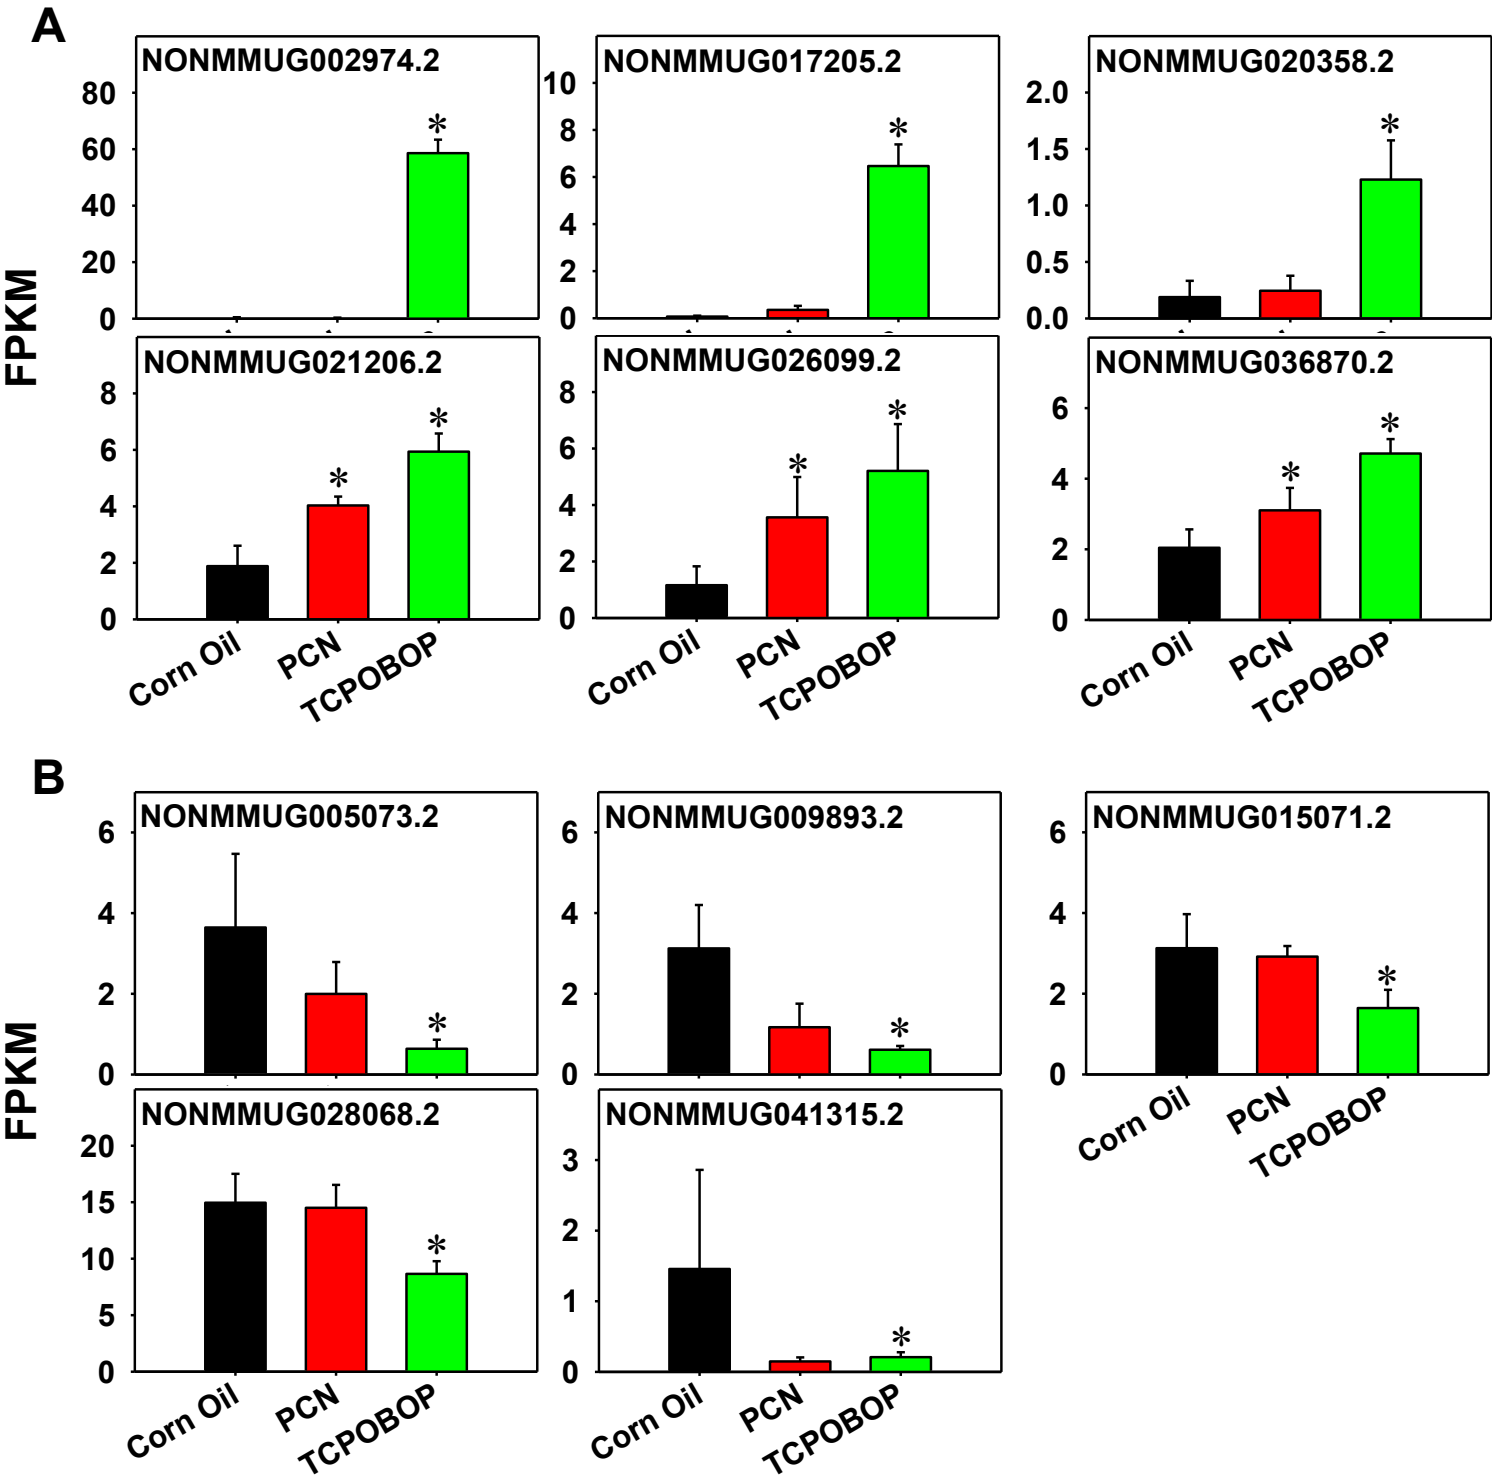 A
NONMMUG002974.2
80
60
40
20
0
*
NONMMUG017205.2
10
8
6
4
2
0
*
NONMMUG020358.2
2.0
1.5
1.0
0.5
0.0
*
FPKM
NONMMUG021206.2
8
6
4
2
0
* *
Corn Oil PCN TCPOBOP
NONMMUG026099.2
8
6
4
2
0
* *
Corn Oil PCN TCPOBOP
NONMMUG036870.2
6
4
2
0
* *
Corn Oil PCN TCPOBOP
B
NONMMUG005073.2
6
4
2
0
*
NONMMUG009893.2
6
4
2
0
*
NONMMUG015071.2
6
4
2
0
*
Corn Oil PCN TCPOBOP
FPKM
NONMMUG028068.2
20
15
10
5
0
*
Corn Oil PCN TCPOBOP
NONMMUG041315.2
3
2
1
0
*
Corn Oil PCN TCPOBOP